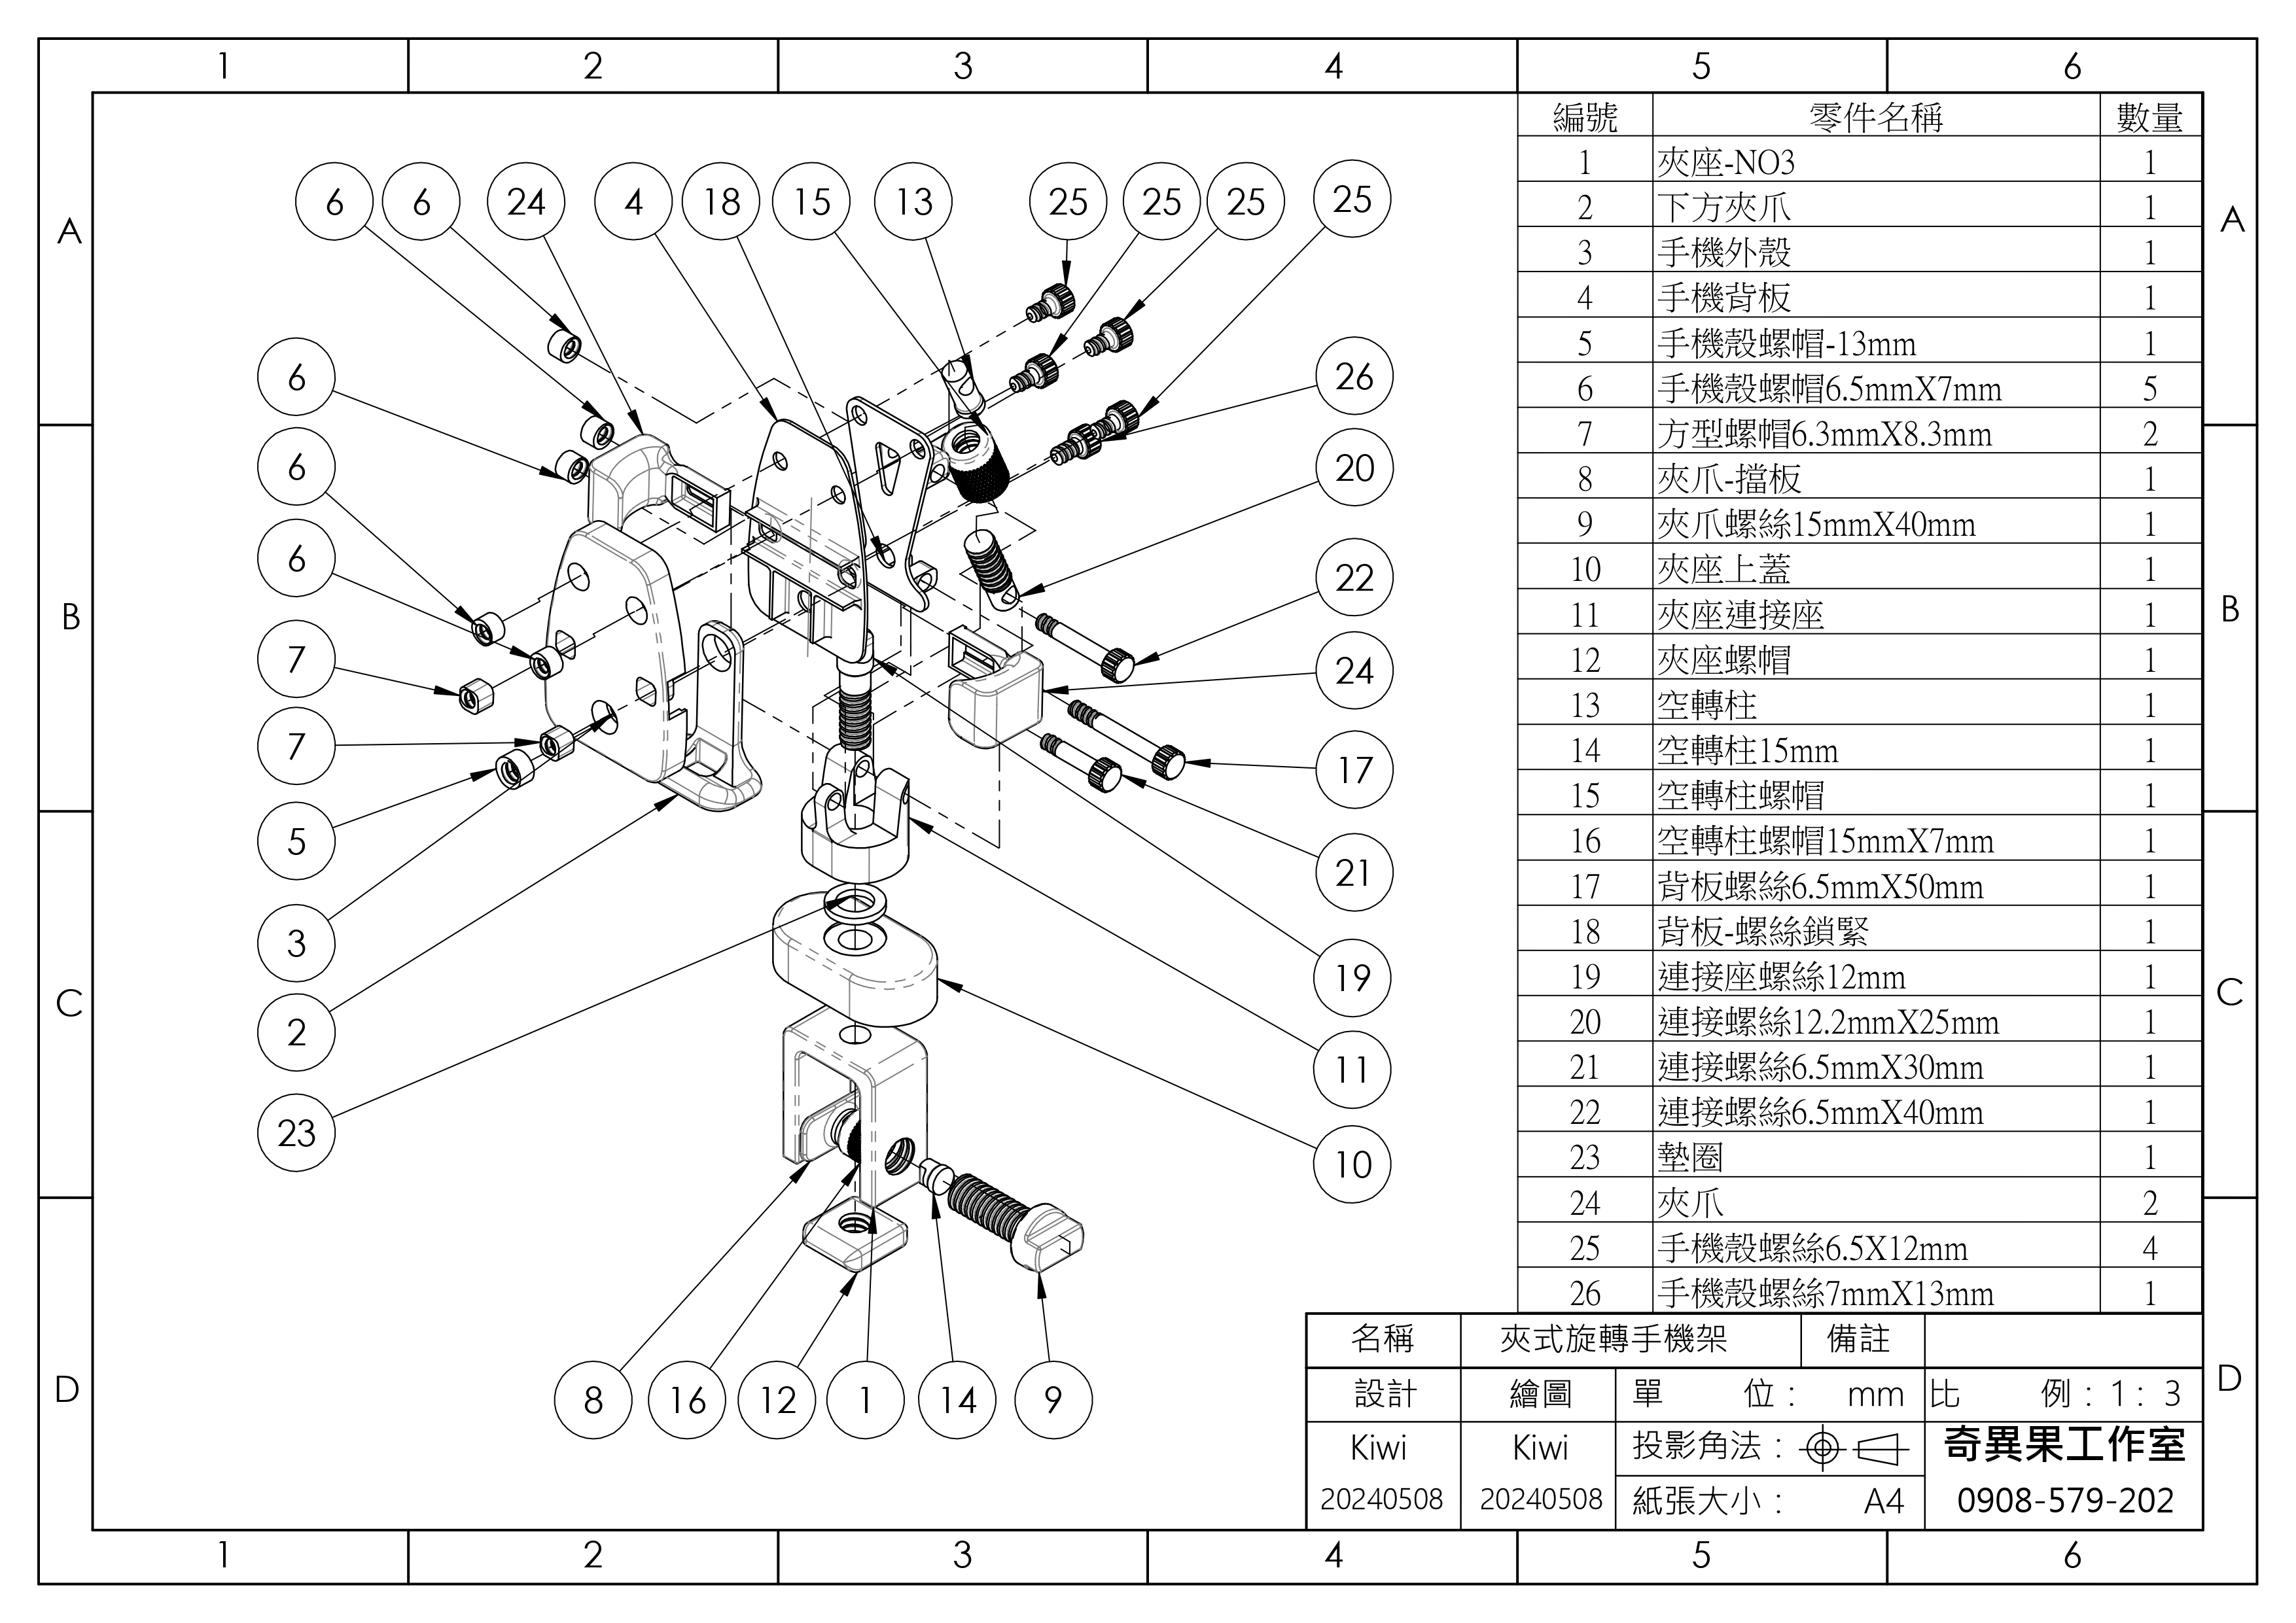 1 2 3 4 5 6
A A
B B
C C
D D
6 6 24 4 18 15 13 25 25 25 25
6
26
6
20
6
22
7
24
7
17
5
21
3
19
2
11
23
10
8 16 12 1 14 9
編號 零件名稱 數量
1 夾座-NO3 1
2 下方夾爪 1
3 手機外殼 1
4 手機背板 1
5 手機殼螺帽-13mm 1
6 手機殼螺帽6.5mmX7mm 5
7 方型螺帽6.3mmX8.3mm 2
8 夾爪-擋板 1
9 夾爪螺絲15mmX40mm 1
10 夾座上蓋 1
11 夾座連接座 1
12 夾座螺帽 1
13 空轉柱 1
14 空轉柱15mm 1
15 空轉柱螺帽 1
16 空轉柱螺帽15mmX7mm 1
17 背板螺絲6.5mmX50mm 1
18 背板-螺絲鎖緊 1
19 連接座螺絲12mm 1
20 連接螺絲12.2mmX25mm 1
21 連接螺絲6.5mmX30mm 1
22 連接螺絲6.5mmX40mm 1
23 墊圈 1
24 夾爪 2
25 手機殼螺絲6.5X12mm 4
26 手機殼螺絲7mmX13mm 1
名稱 夾式旋轉手機架 備註
設計 繪圖 單 位: mm 比 例:1: 3
Kiwi Kiwi 投影角法: 奇異果工作室
20240508 20240508 紙張大小: A4 0908-579-202
1 2 3 4 5 6